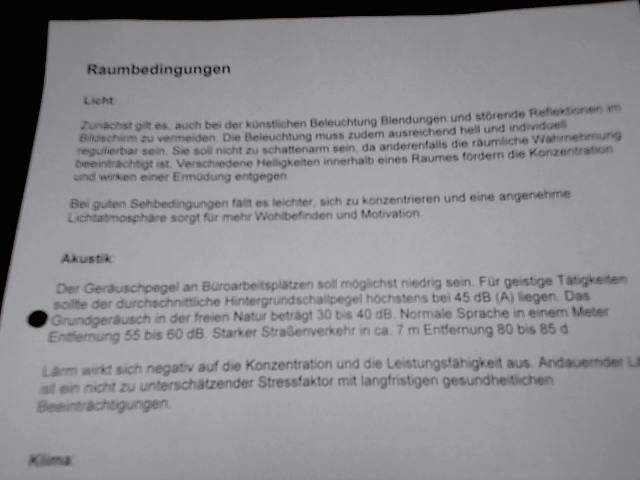 Raumbedingungen
Licht:
Zunächst gilt es, auch bei der künstlichen Beleuchtung Blendungen und störende Reflektionen im
Bildschirm zu vermeiden. Die Beleuchtung muss zudem ausreichend hell und individuell
regulierbar sein. Sie soll nicht zu schattenarm sein, da anderenfalls die räumliche Wahrnehmung
beeinträchtigt ist. Verschiedene Helligkeiten innerhalb eines Raumes fördern die Konzentration
und wirken einer Ermüdung entgegen
Bei guten Sehbedingungen fällt es leichter, sich zu konzentrieren und eine angenehme
Lichtatmosphäre sorgt für mehr Wohlbefinden und Motivation.
Akustik:
Der Geräuschpegel an Büroarbeitsplätzen soll möglichst niedrig sein. Für geistige Tätigkeiten
sollte der durchschnittliche Hintergrundschallpegel höchstens bei 45 dB (A) liegen. Das
Grundgeräusch in der freien Natur beträgt 30 bis 40 dB. Normale Sprache in einem Meter
Entfernung 55 bis 60 dB. Starker Straßenverkehr in ca. 7 m Entfernung 80 bis 85 d
Lärm wirkt sich negativ auf die Konzentration und die Leistungsfähigkeit aus. Andauernder Lä
ist ein nicht zu unterschätzender Stressfaktor mit langfristigen gesundheitlichen
Beeinträchtigungen.
Klima: